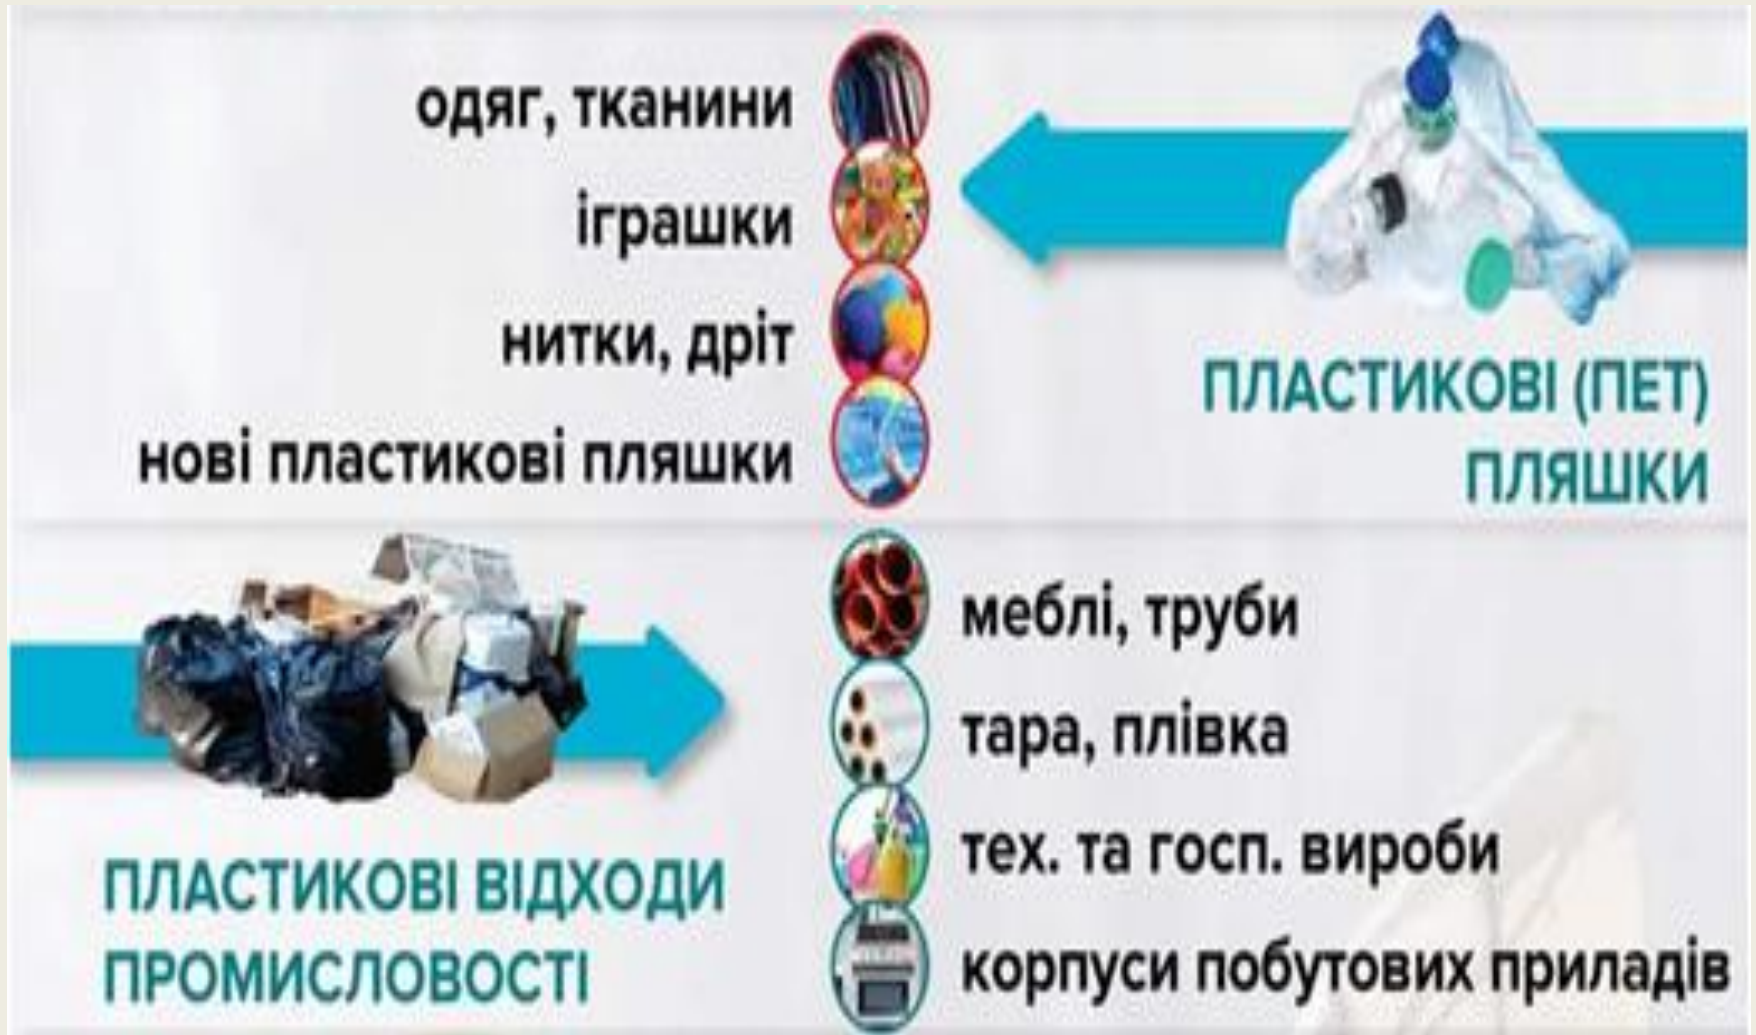 одяг, тканини
іграшки
нитки, дріт
нові пластикові пляшки
ПЛАСТИКОВІ (ПЕТ)
ПЛЯШКИ
ПЛАСТИКОВІ ВІДХОДИ
ПРОМИСЛОВОСТІ
меблі, труби
тара, плівка
тех. та госп. вироби
корпуси побутових приладів